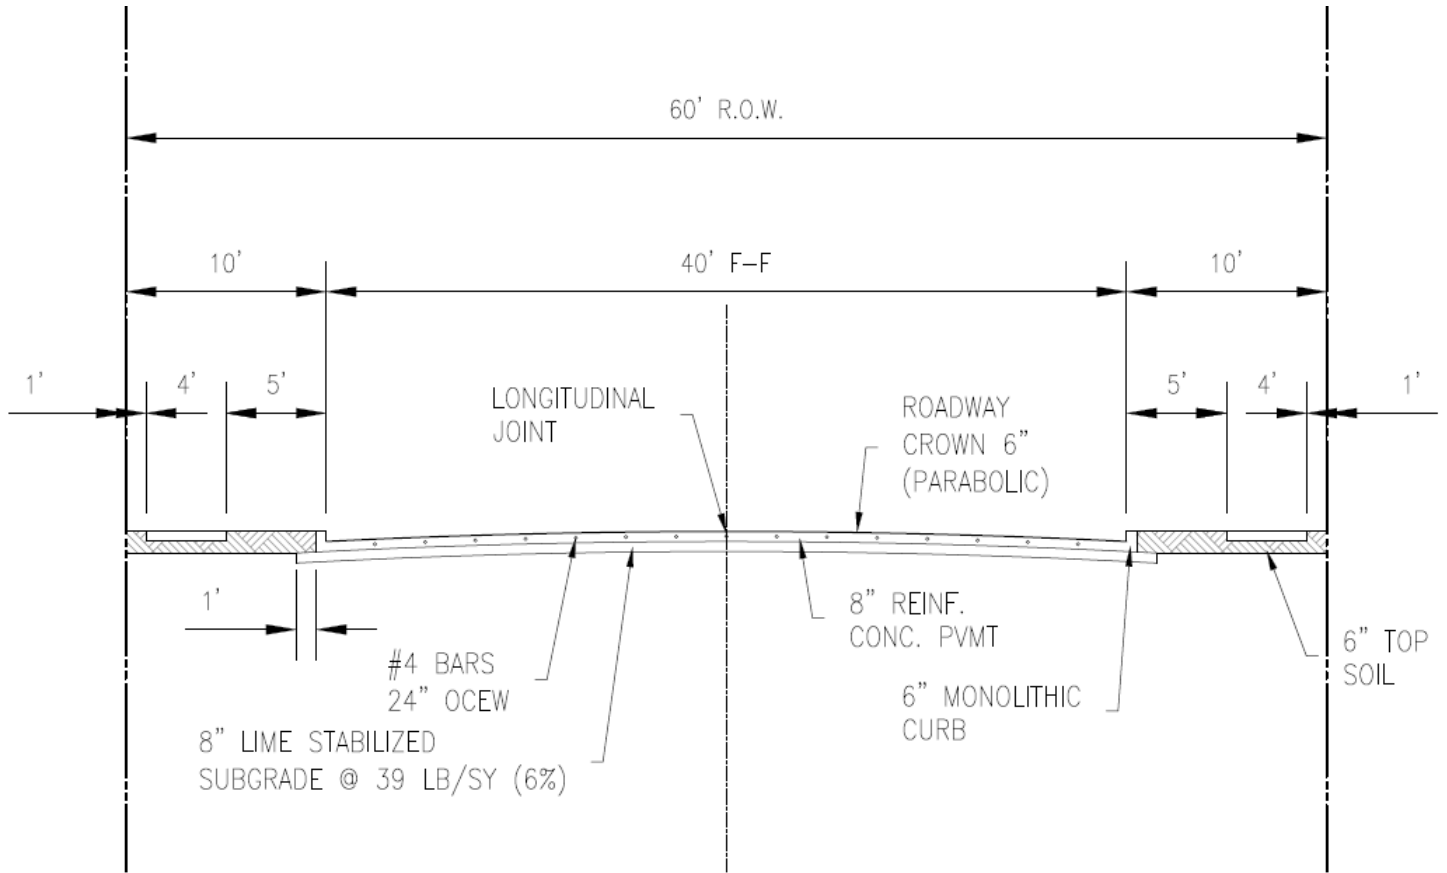 60' R.O.W.
10'
40' F-F
10'
1'
4'
5'
LONGITUDINAL
JOINT
ROADWAY
CROWN 6"
(PARABOLIC)
5'
4'
1'
1'
#4 BARS
24" OCEW
8" LIME STABILIZED
SUBGRADE @ 39 LB/SY (6%)
8" REINF.
CONC. PVMT
6" MONOLITHIC
CURB
6" TOP
SOIL